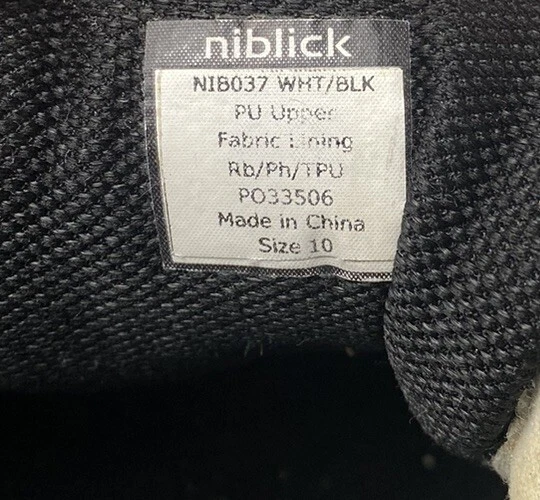 niblick
NIB037 WHT/BLK
PU Upper
Fabric Lining
Rb/Ph/TPU
PO33506
Made in China
Size 10